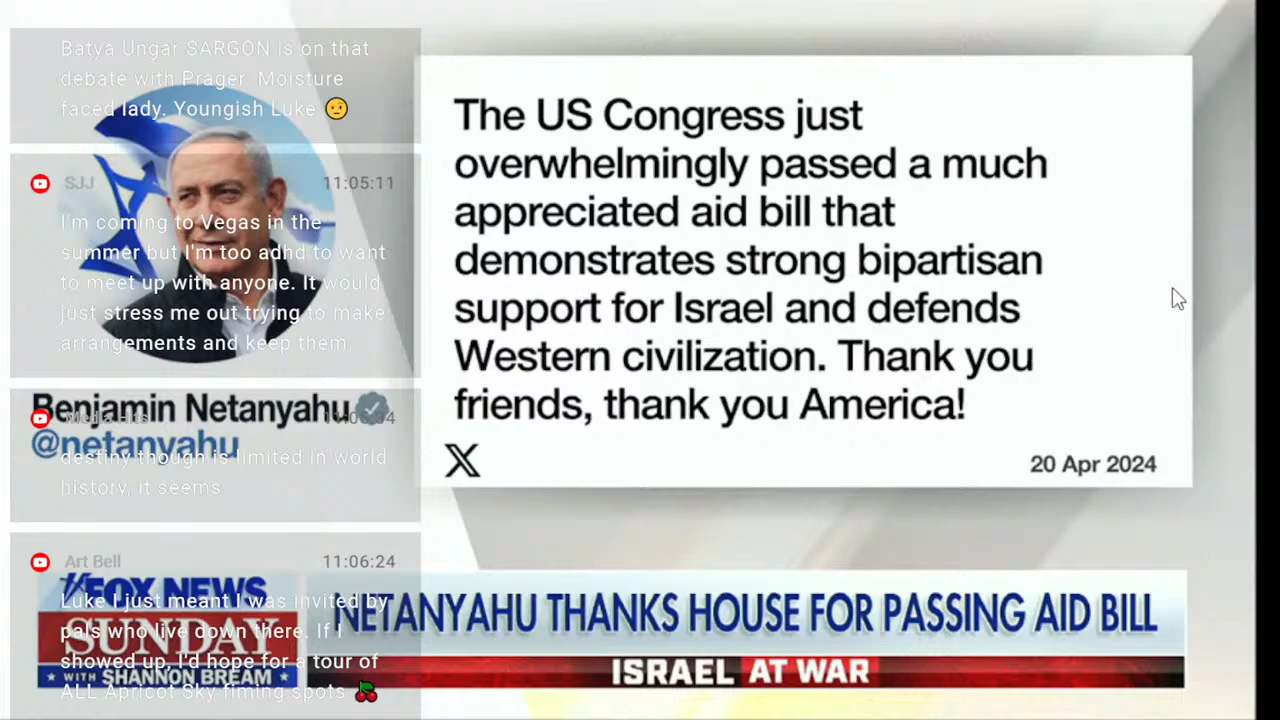 Batya Ungar SARGON is on that
debate with Prager. Moisture
faced lady. Youngish Luke 🤨
SJJ 11:05:11
I'm coming to Vegas in the
summer but I'm too adhd to want
to meet up with anyone. It would
just stress me out trying to make
arrangements and keep them.
Benjamin Netanyahu
@netanyahu
destiny though is limited in world
history, it seems
Art Bell 11:06:24
Luke I just meant I was invited by
pals who live down there. If I
showed up, I'd hope for a tour of
ALL Apricot Sky fiming spots 🍒
The US Congress just
overwhelmingly passed a much
appreciated aid bill that
demonstrates strong bipartisan
support for Israel and defends
Western civilization. Thank you
friends, thank you America!
X
20 Apr 2024
FOX NEWS
SUNDAY
WITH SHANNON BREAM
NETANYAHU THANKS HOUSE FOR PASSING AID BILL
ISRAEL AT WAR